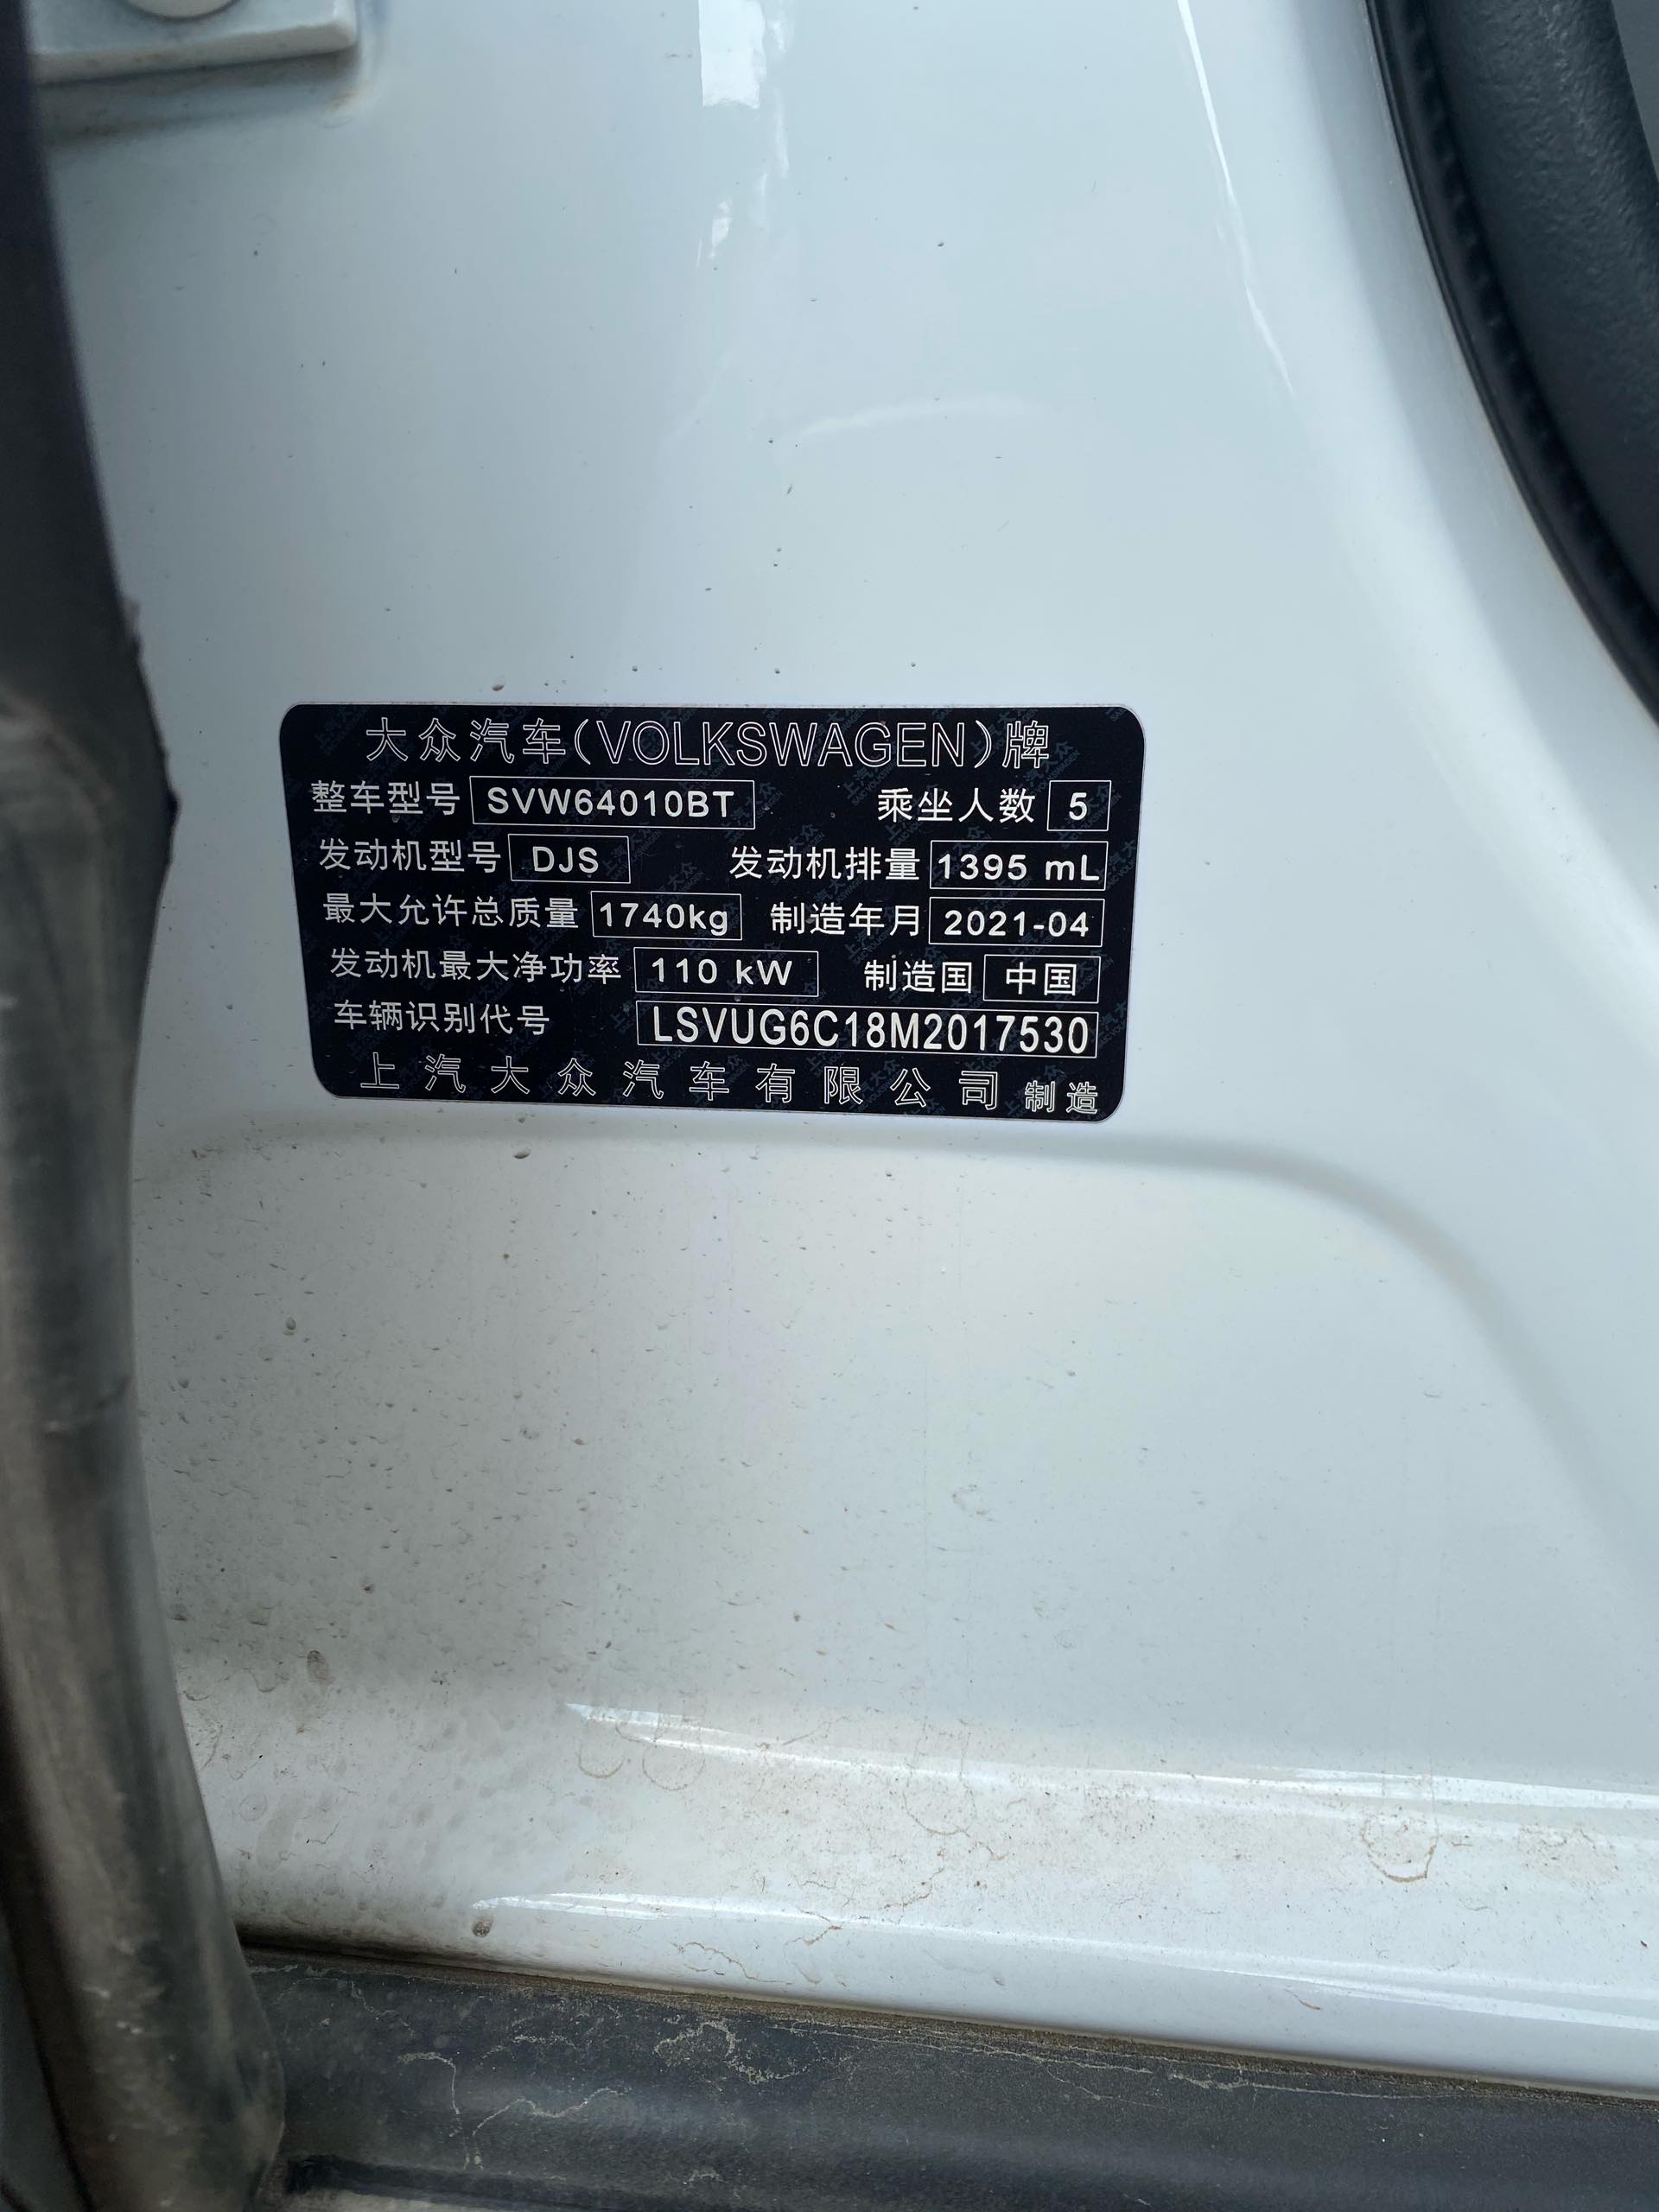 大众汽车(VOLKSWAGEN)牌
整车型号 SVW64010BT 乘坐人数 5
发动机型号 DJS 发动机排量 1395 mL
最大允许总质量 1740kg 制造年月 2021-04
发动机最大净功率 110 kW 制造国 中国
车辆识别代号 LSVUG6C18M2017530
上汽大众汽车有限公司 制造